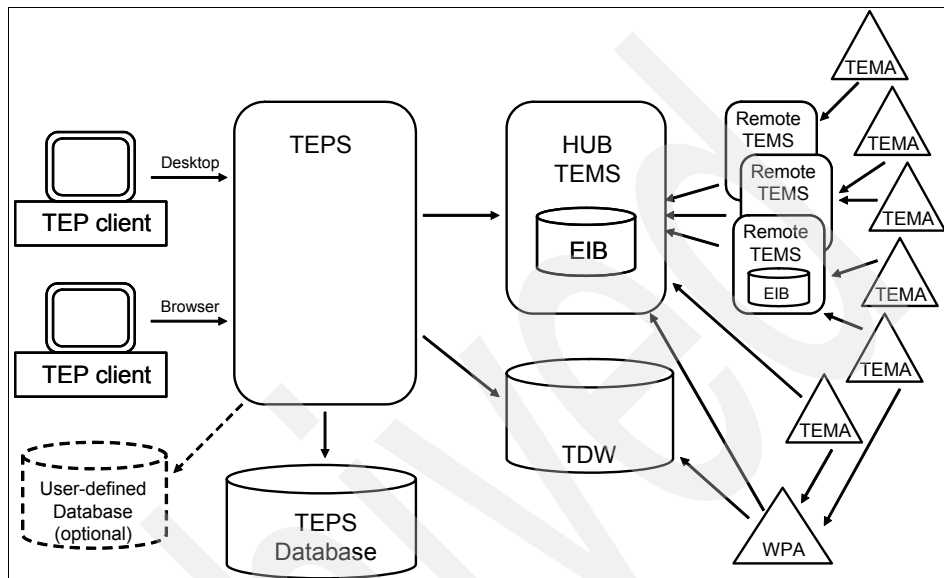 TEMA
TEPS
HUB
TEMS
EIB
Remote
TEMS
Remote
TEMS
Remote
TEMS
EIB
TEMA
TEMA
TEMA
TEMA
TEMA
Desktop
TEP client
Browser
TEP client
TDW
User-defined
Database
(optional)
TEPS
Database
WPA